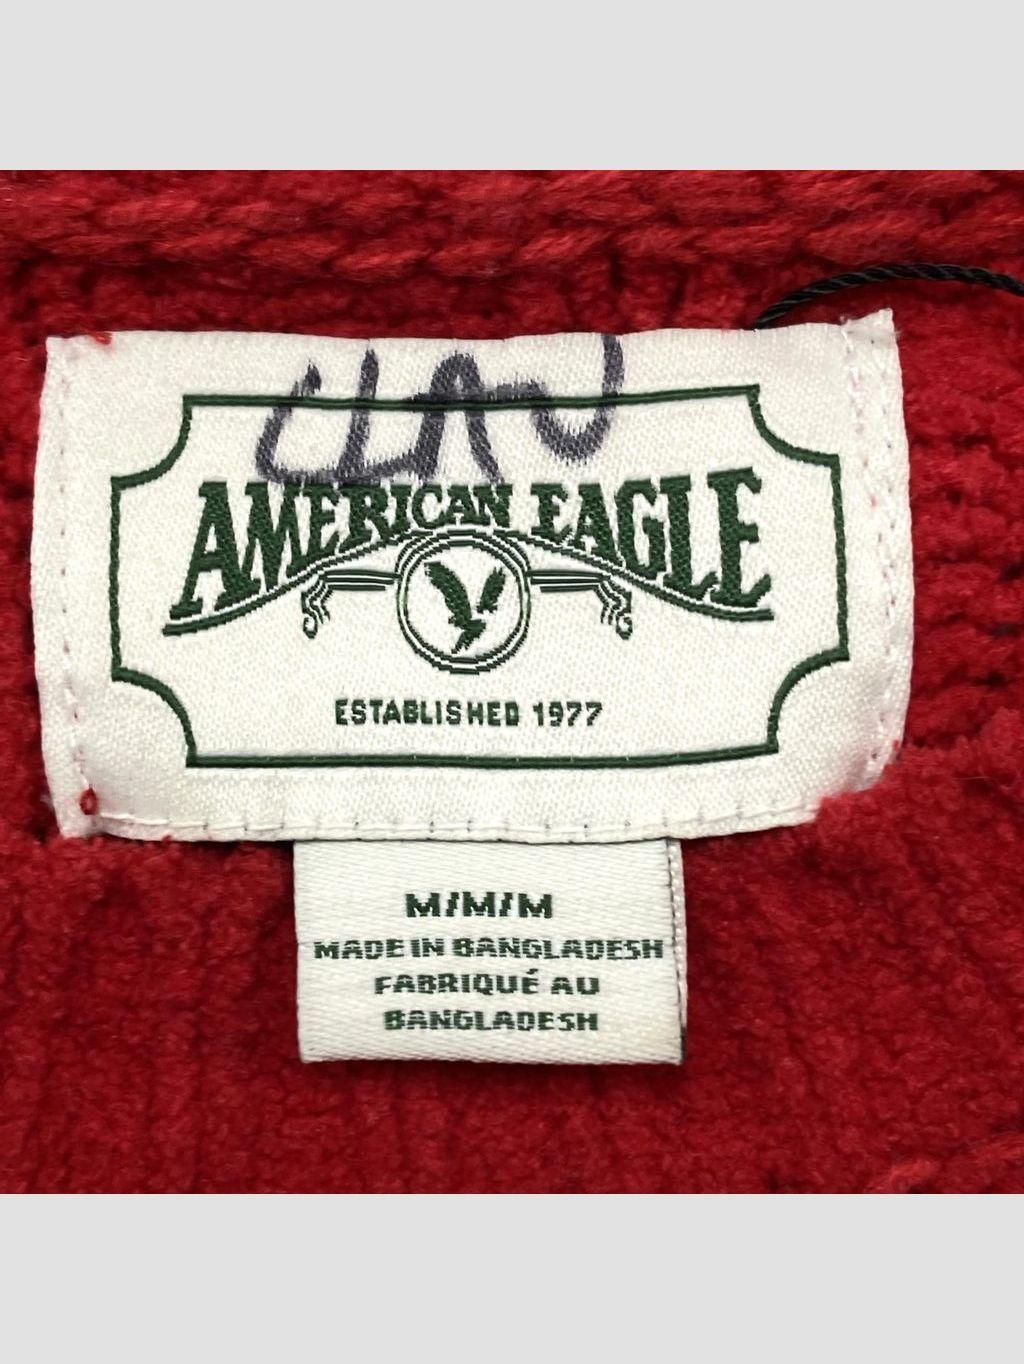 AMERICAN EAGLE
ESTABLISHED 1977
M/M/M
MADE IN BANGLADESH
FABRIQUÉ AU
BANGLADESH